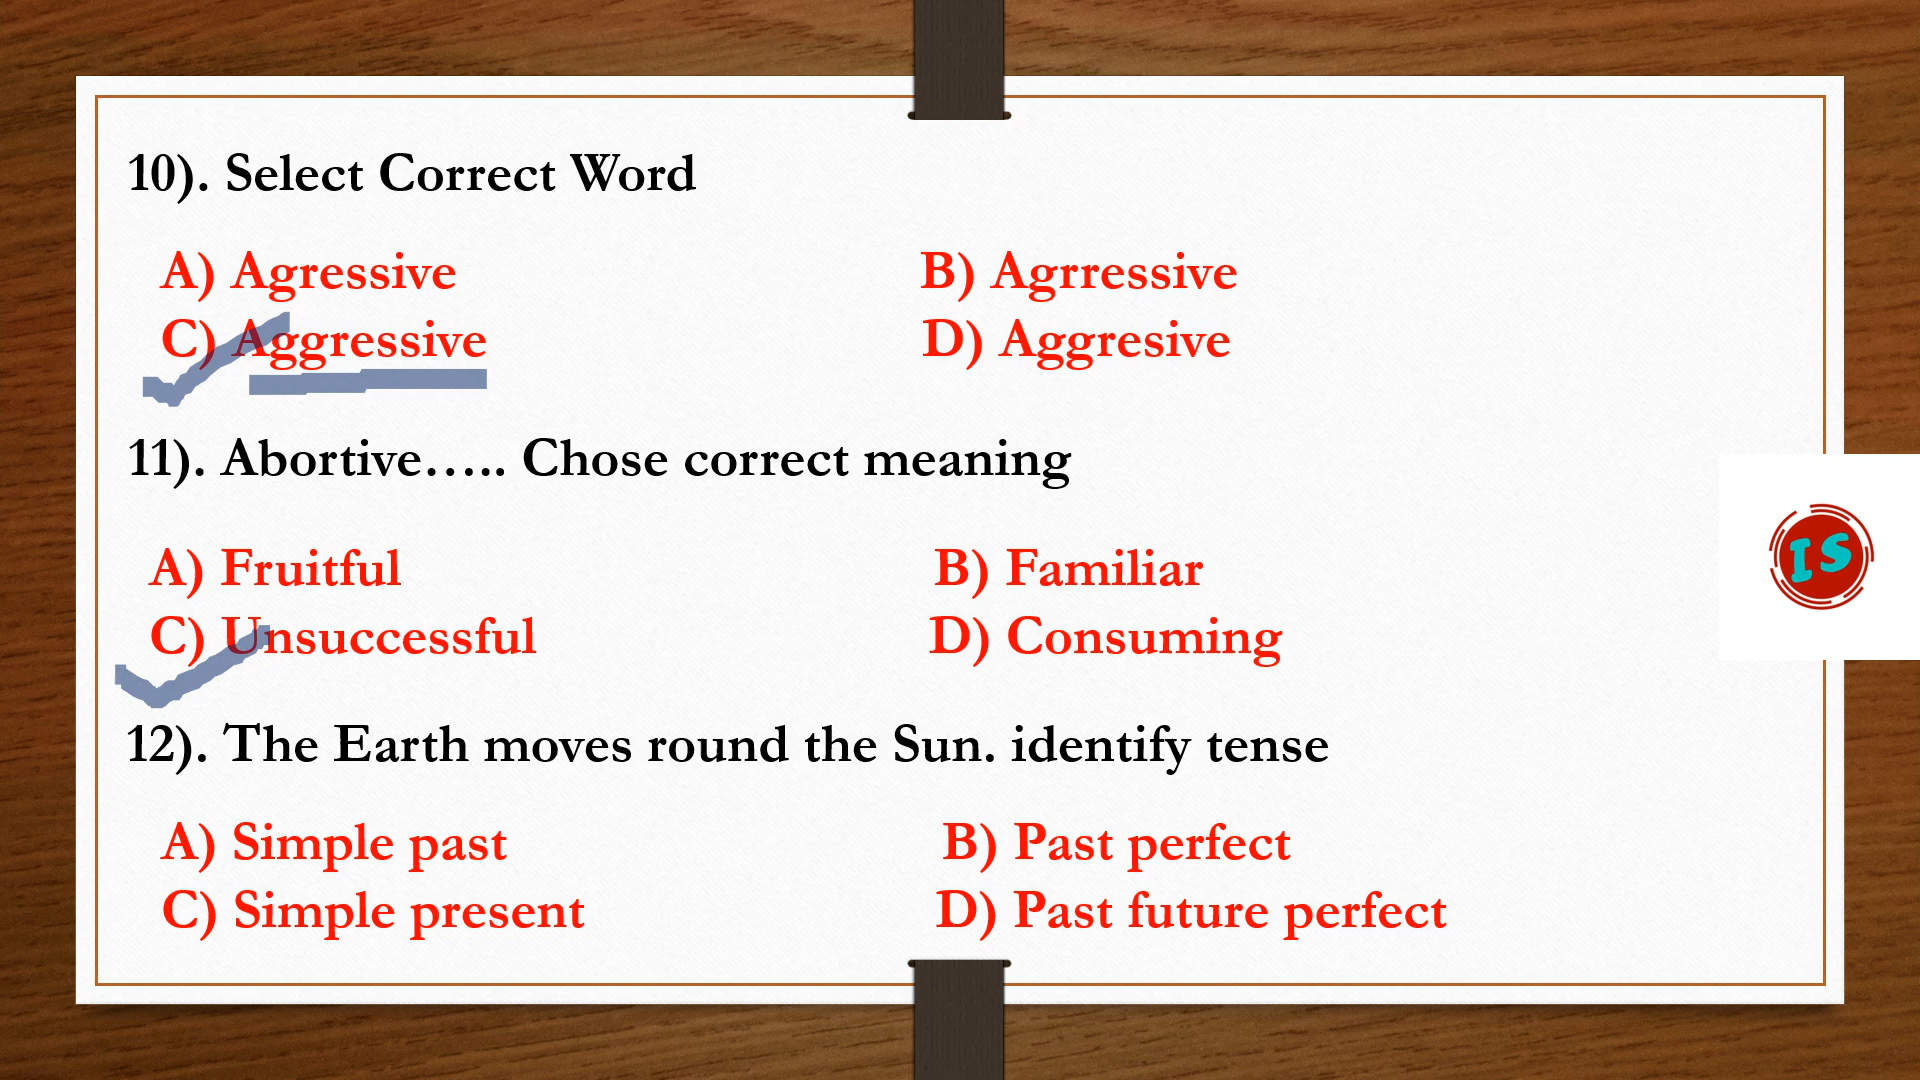 10). Select Correct Word
A) Agressive B) Agrressive
C) Aggressive D) Aggresive
11). Abortive….. Chose correct meaning
A) Fruitful B) Familiar
C) Unsuccessful D) Consuming
IS
12). The Earth moves round the Sun. identify tense
A) Simple past B) Past perfect
C) Simple present D) Past future perfect